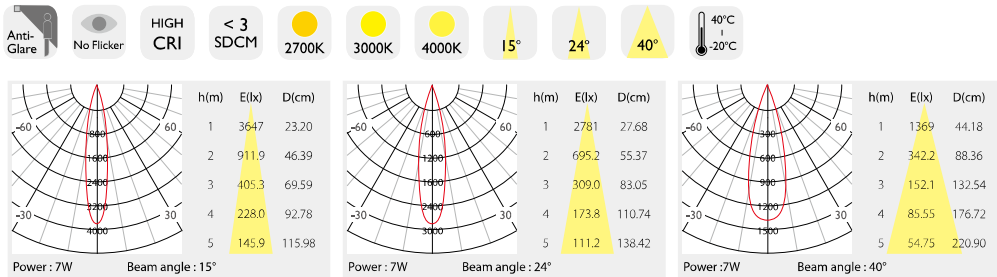 Anti-
Glare
No Flicker
HIGH
CRI
< 3
SDCM
2700K
3000K
4000K
15°
24°
40°
40°C
-20°C
-60
60
-30
30
800
1600
2400
3200
4000
h(m) E(lx) D(cm)
1 3647 23.20
2 911.9 46.39
3 405.3 69.59
4 228.0 92.78
5 145.9 115.98
Power : 7W Beam angle : 15°
-60
60
-30
30
600
1200
1800
2400
3000
h(m) E(lx) D(cm)
1 2781 27.68
2 695.2 55.37
3 309.0 83.05
4 173.8 110.74
5 111.2 138.42
Power : 7W Beam angle : 24°
-60
60
-30
30
300
600
900
1200
1500
h(m) E(lx) D(cm)
1 1369 44.18
2 342.2 88.36
3 152.1 132.54
4 85.55 176.72
5 54.75 220.90
Power :7W Beam angle : 40°